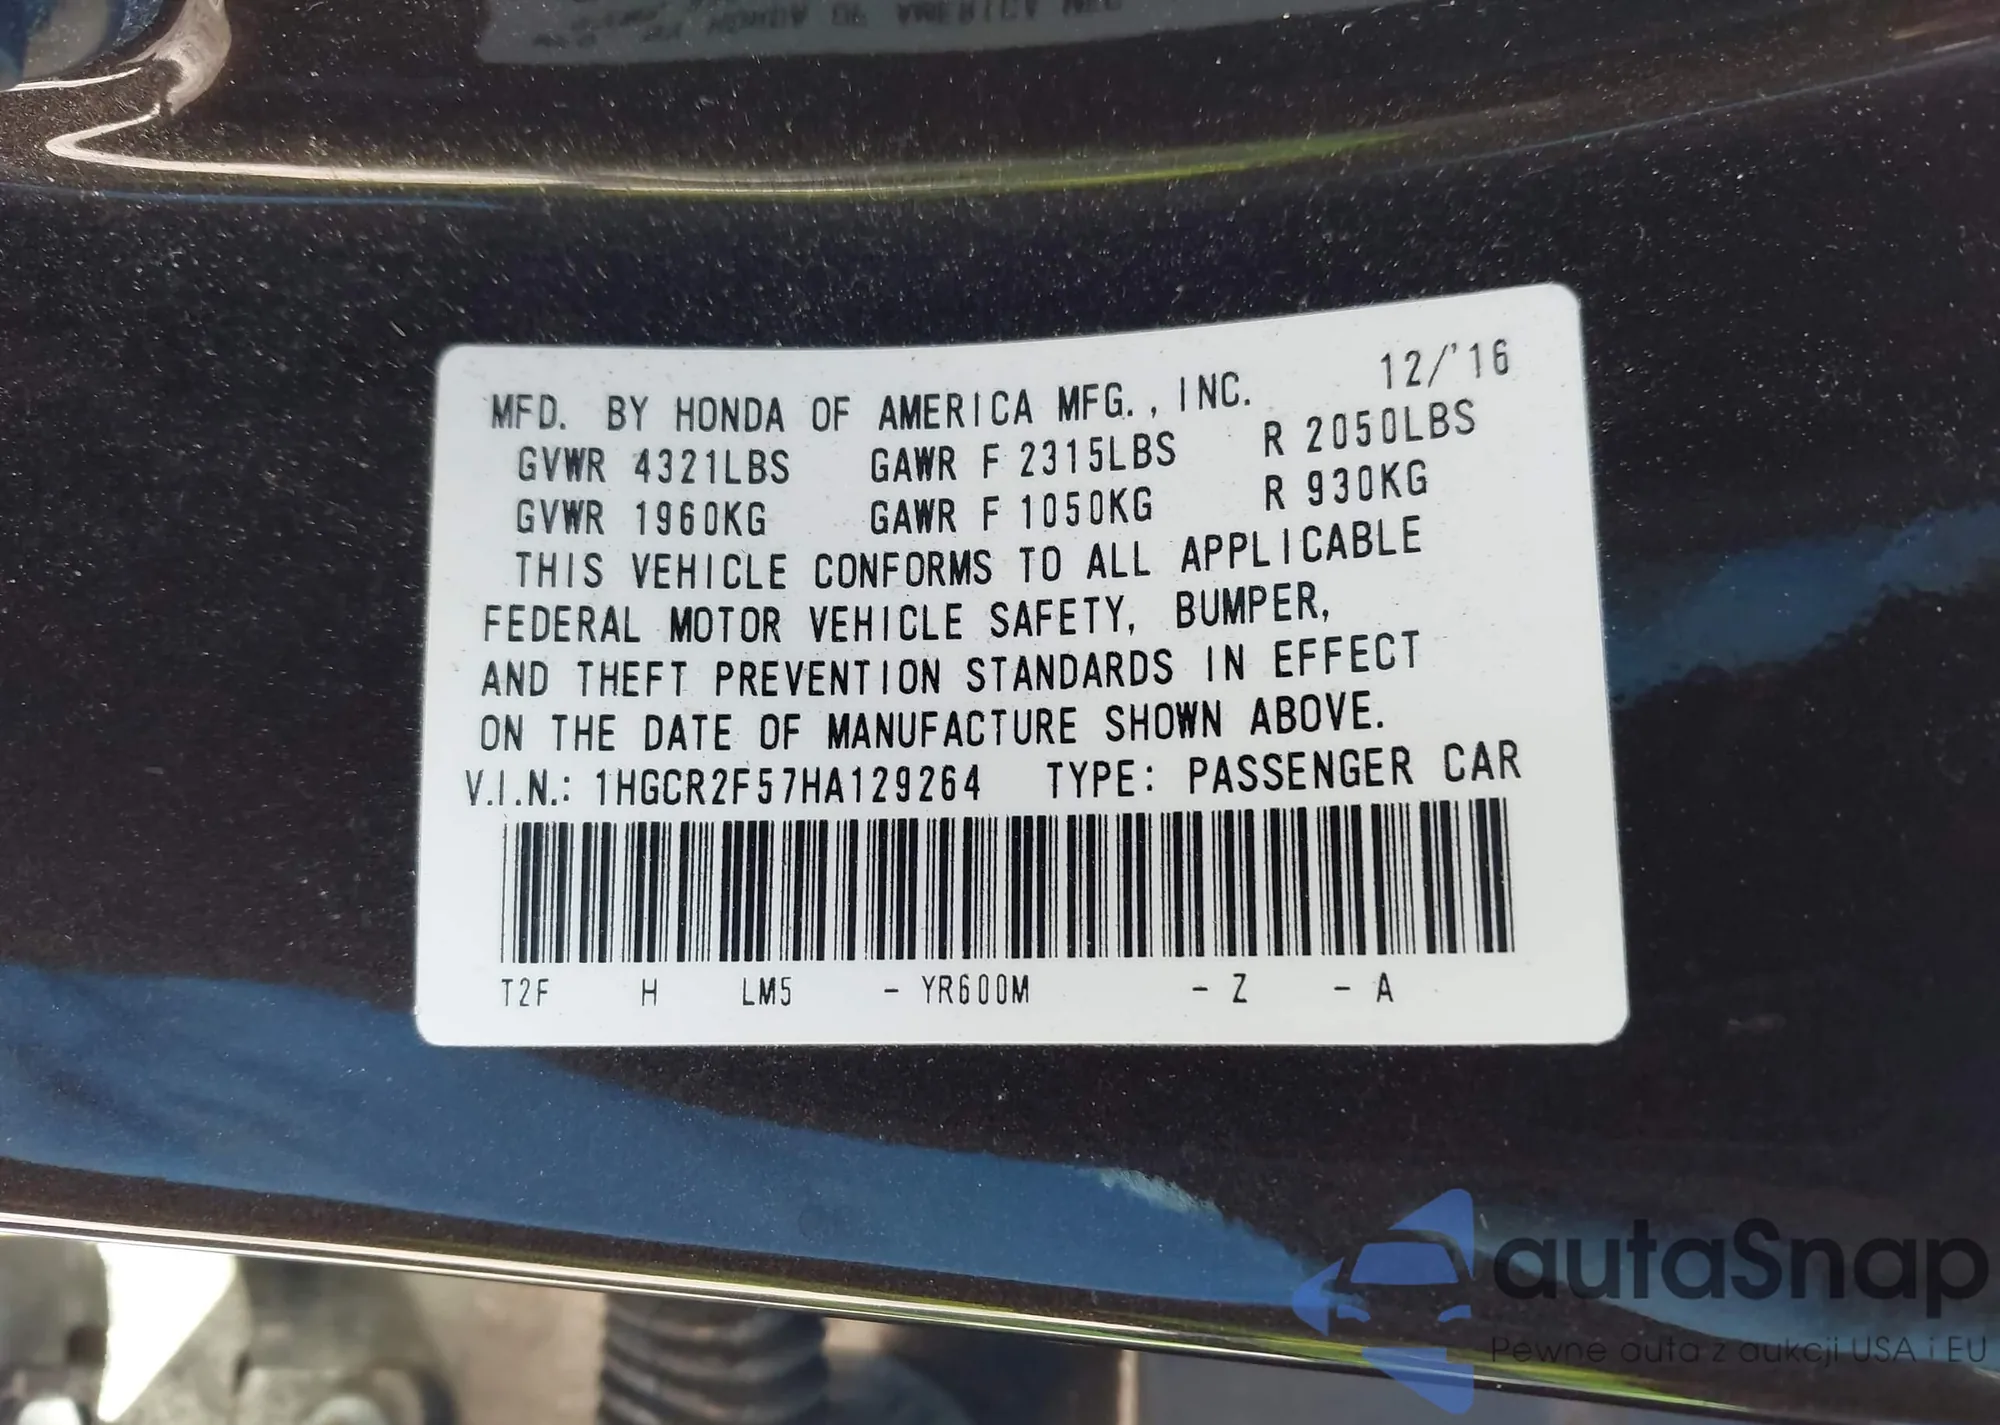 12/'16
MFD. BY HONDA OF AMERICA MFG., INC.
GVWR 4321LBS GAWR F 2315LBS R 2050LBS
GVWR 1960KG GAWR F 1050KG R 930KG
THIS VEHICLE CONFORMS TO ALL APPLICABLE
FEDERAL MOTOR VEHICLE SAFETY, BUMPER,
AND THEFT PREVENTION STANDARDS IN EFFECT
ON THE DATE OF MANUFACTURE SHOWN ABOVE.
V.I.N.: 1HGCR2F57HA129264 TYPE: PASSENGER CAR
T2F H LM5 - YR600M - Z - A
autaSnap
Pewne auta z aukcji USA i EU